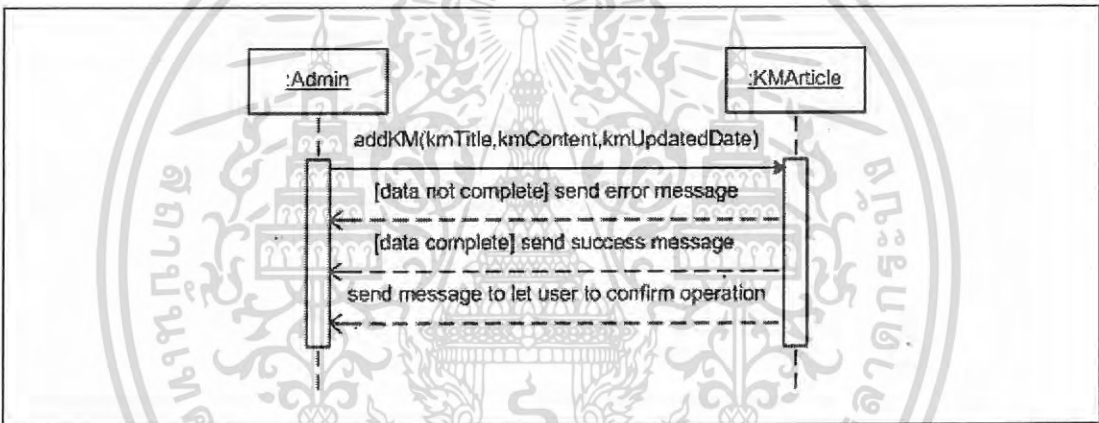 :Admin
:KMArticle
addKM(kmTitle,kmContent,kmUpdatedDate)
[data not complete] send error message
[data complete] send success message
send message to let user to confirm operation